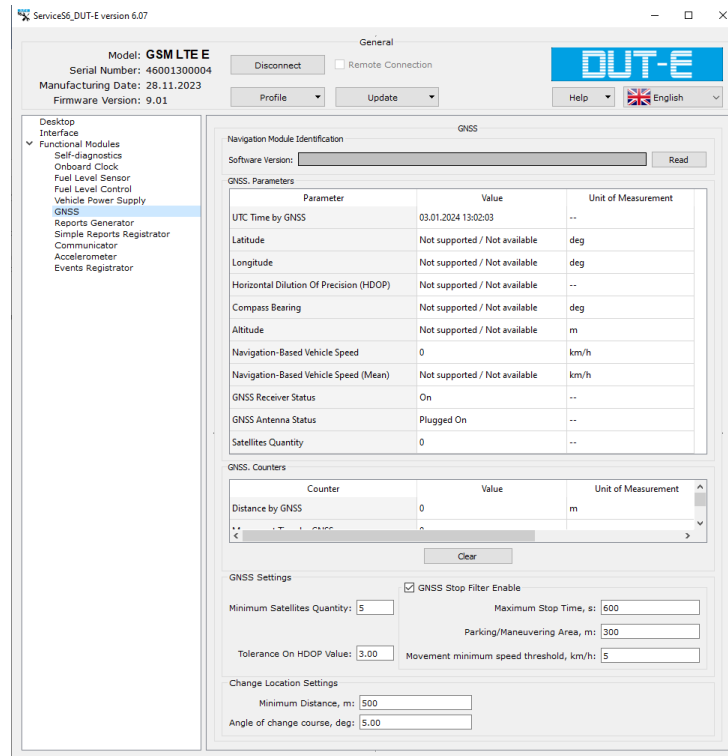 ServiceS6_DUT-E version 6.07
General
Model: GSM LTE E
Serial Number: 46001300004
Manufacturing Date: 28.11.2023
Firmware Version: 9.01
Disconnect
Remote Connection
Profile
Update
DUT-E
Help
English
Desktop
Interface
Functional Modules
Self-diagnostics
Onboard Clock
Fuel Level Sensor
Fuel Level Control
Vehicle Power Supply
GNSS
Reports Generator
Simple Reports Registrator
Communicator
Accelerometer
Events Registrator
GNSS
Navigation Module Identification
Software Version:
Read
GNSS. Parameters
Parameter Value Unit of Measurement
UTC Time by GNSS 03.01.2024 13:02:03 --
Latitude Not supported / Not available deg
Longitude Not supported / Not available deg
Horizontal Dilution Of Precision (HDOP) Not supported / Not available --
Compass Bearing Not supported / Not available deg
Altitude Not supported / Not available m
Navigation-Based Vehicle Speed 0 km/h
Navigation-Based Vehicle Speed (Mean) Not supported / Not available km/h
GNSS Receiver Status On --
GNSS Antenna Status Plugged On --
Satellites Quantity 0 --
GNSS. Counters
Counter Value Unit of Measurement
Distance by GNSS 0 m
Clear
GNSS Settings
Minimum Satellites Quantity: 5
Tolerance On HDOP Value: 3.00
GNSS Stop Filter Enable
Maximum Stop Time, s: 600
Parking/Maneuvering Area, m: 300
Movement minimum speed threshold, km/h: 5
Change Location Settings
Minimum Distance, m: 500
Angle of change course, deg: 5.00